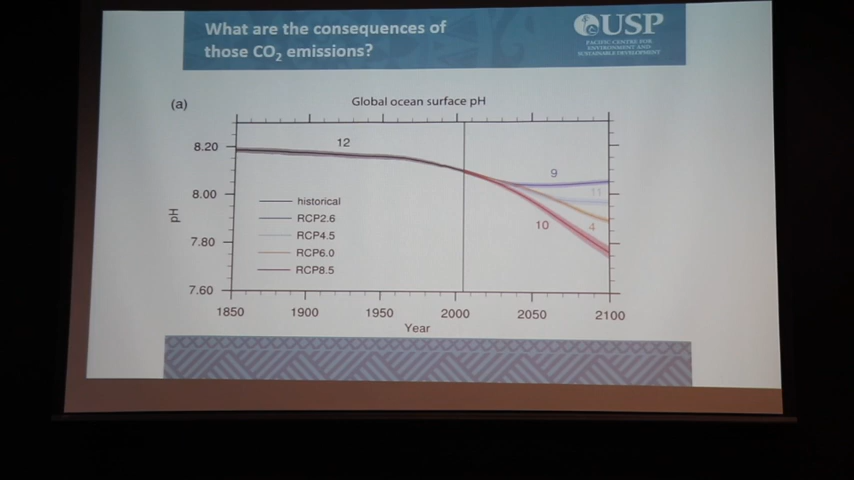 What are the consequences of
those CO₂ emissions?
USP
PACIFIC CENTRE FOR
ENVIRONMENT AND
SUSTAINABLE DEVELOPMENT
(a)
Global ocean surface pH
8.20
8.00
7.80
7.60
pH
12
9
11
4
10
historical
RCP2.6
RCP4.5
RCP6.0
RCP8.5
1850
1900
1950
2000
2050
2100
Year